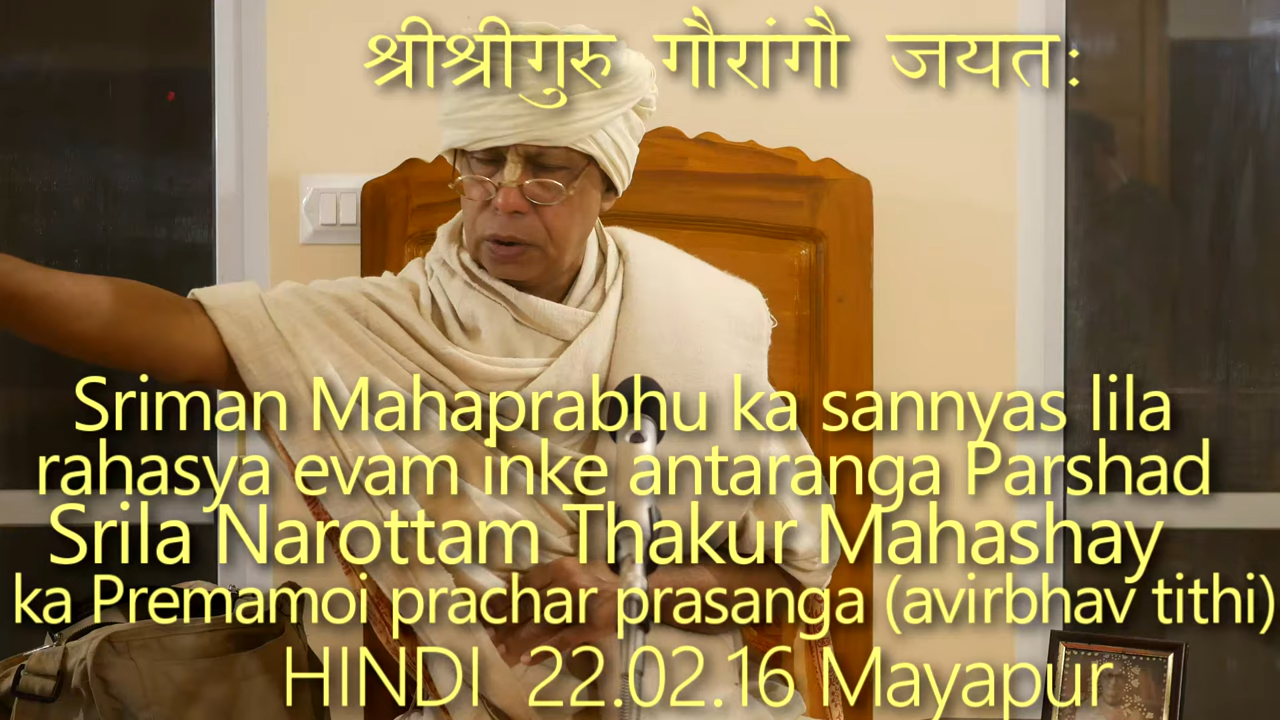 श्रीश्रीगुरु गौरांगौ जयत:
Sriman Mahaprabhu ka sannyas lila
rahasya evam inke antaranga Parshad
Srila Narottam Thakur Mahashay
ka Premamoi prachar prasanga (avirbhav tithi)
HINDI 22.02.16 Mayapur